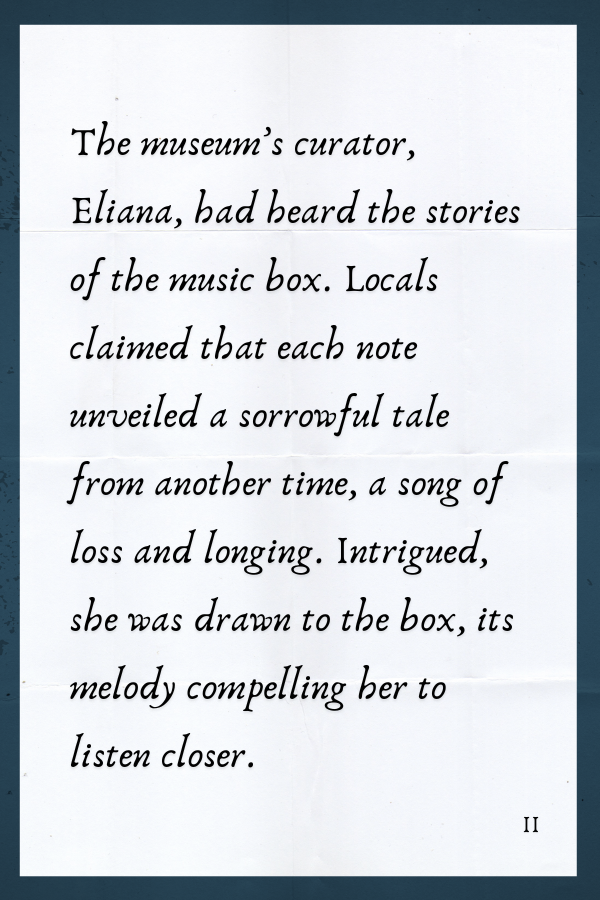 The museum’s curator,
Eliana, had heard the stories
of the music box. Locals
claimed that each note
unveiled a sorrowful tale
from another time, a song of
loss and longing. Intrigued,
she was drawn to the box, its
melody compelling her to
listen closer.
II